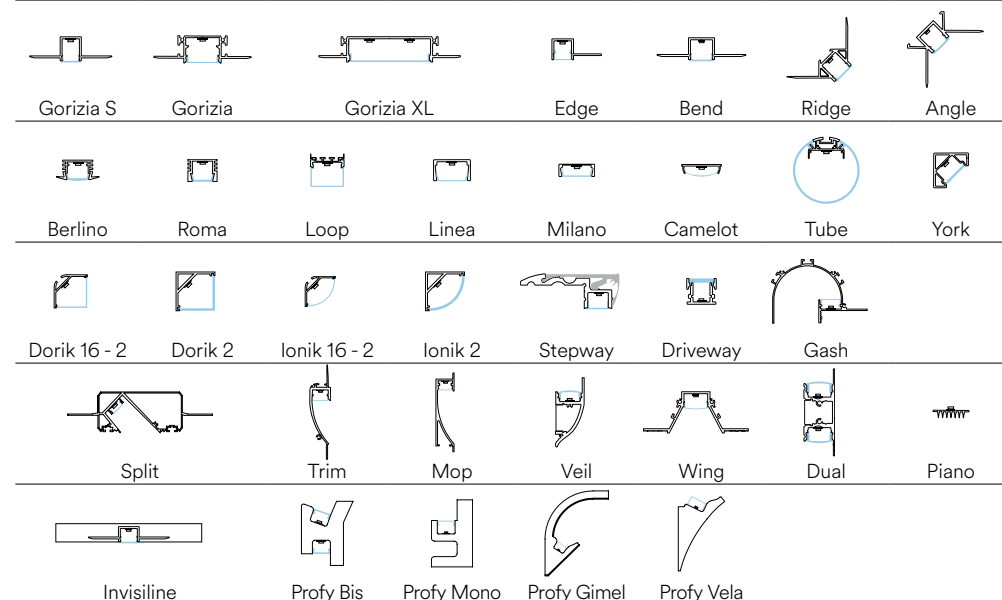 Gorizia S Gorizia Gorizia XL Edge Bend Ridge Angle
Berlino Roma Loop Linea Milano Camelot Tube York
Dorik 16 - 2 Dorik 2 Ionik 16 - 2 Ionik 2 Stepway Driveway Gash
Split Trim Mop Veil Wing Dual Piano
Invisiline Profy Bis Profy Mono Profy Gimel Profy Vela